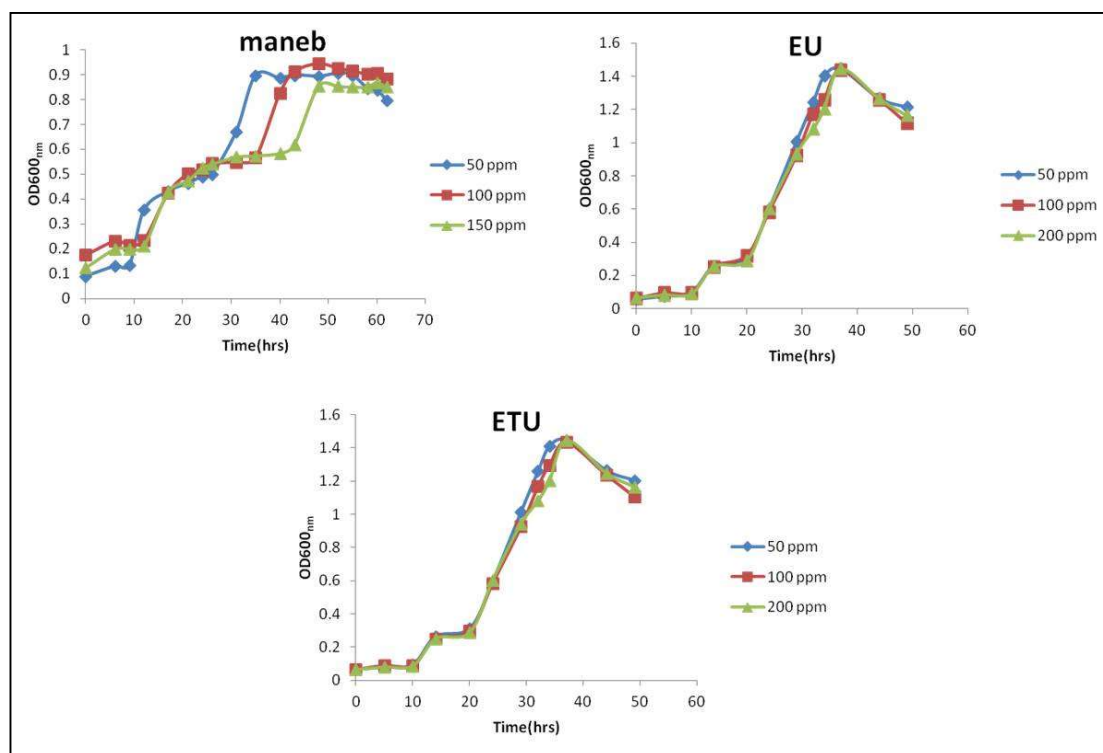 maneb
1
0.9
0.8
0.7
0.6
0.5
0.4
0.3
0.2
0.1
0
OD600nm
0 10 20 30 40 50 60 70
Time(hrs)
50 ppm
100 ppm
150 ppm
EU
1.6
1.4
1.2
1
0.8
0.6
0.4
0.2
0
OD600nm
0 10 20 30 40 50 60
Time(hrs)
50 ppm
100 ppm
200 ppm
ETU
1.6
1.4
1.2
1
0.8
0.6
0.4
0.2
0
OD600nm
0 10 20 30 40 50 60
Time(hrs)
50 ppm
100 ppm
200 ppm